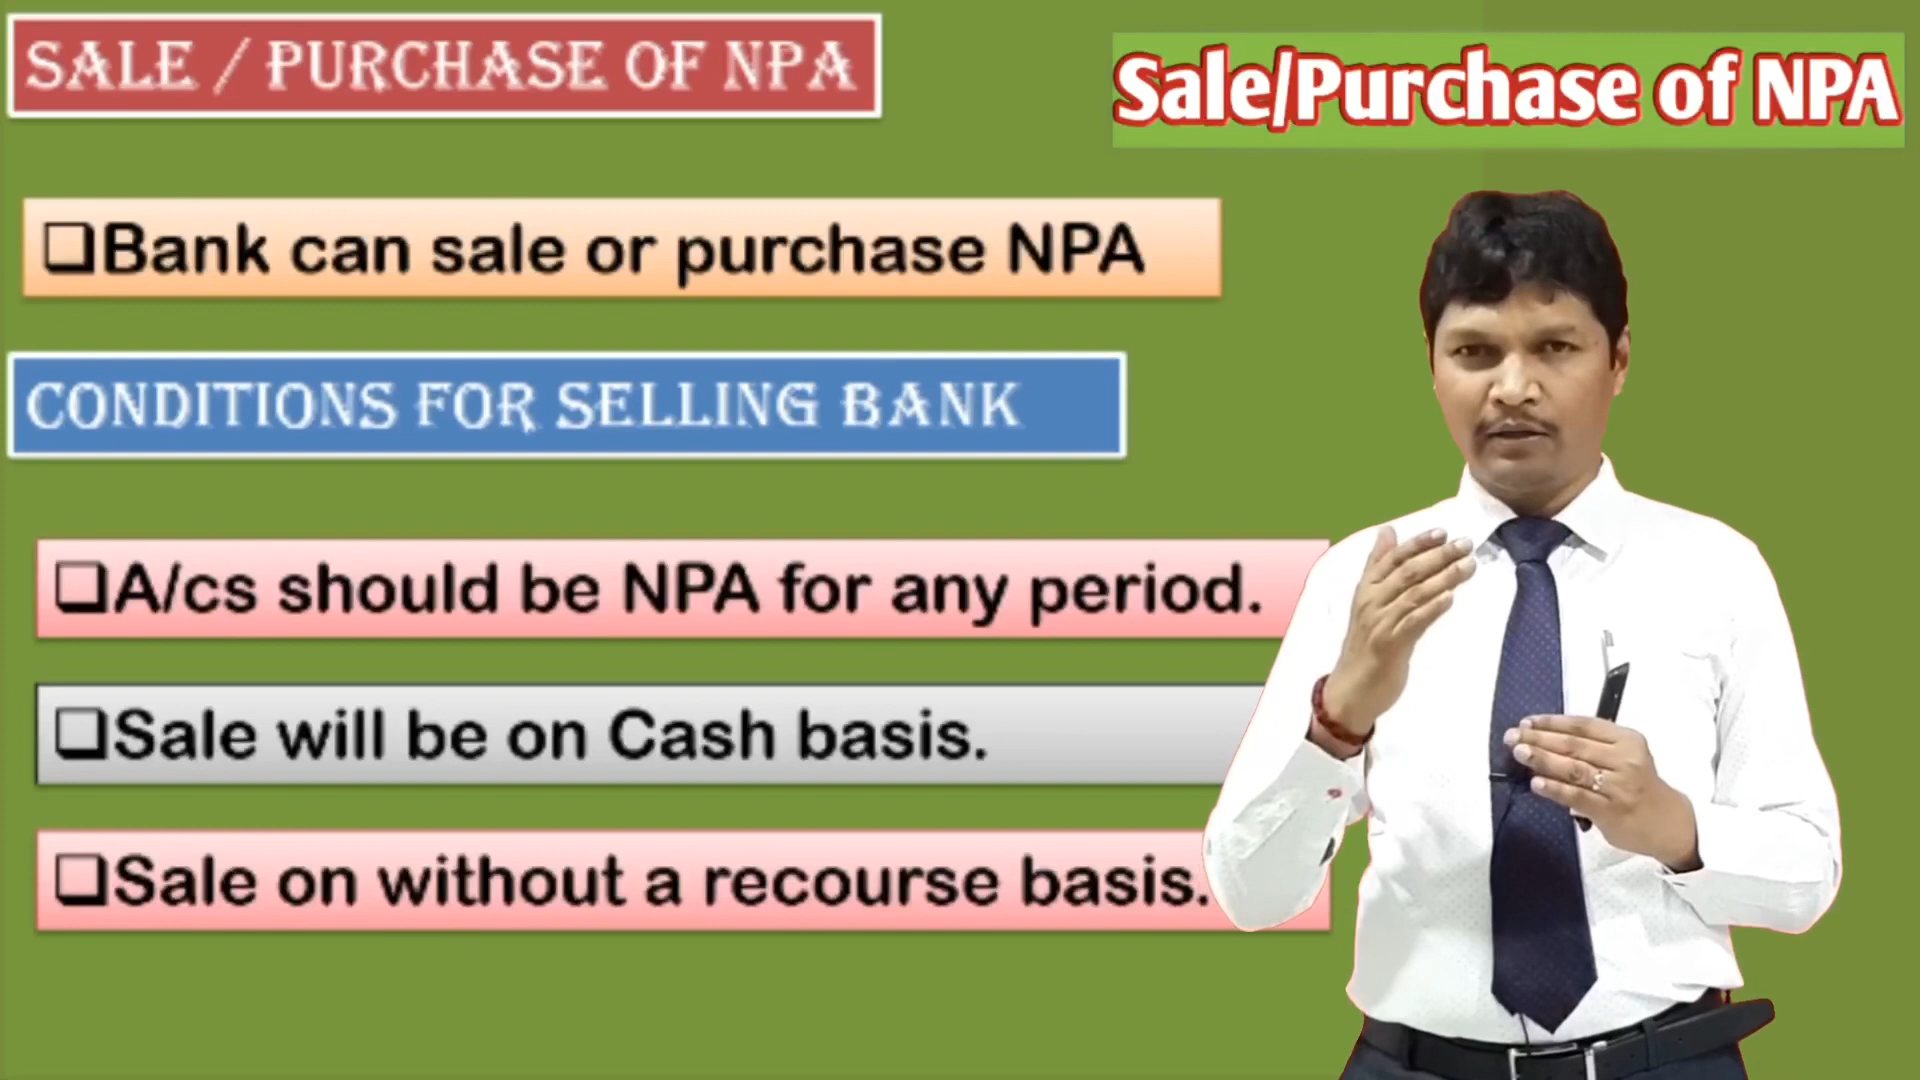 SALE / PURCHASE OF NPA
Sale/Purchase of NPA
❑Bank can sale or purchase NPA
CONDITIONS FOR SELLING BANK
❑A/cs should be NPA for any period.
❑Sale will be on Cash basis.
❑Sale on without a recourse basis.